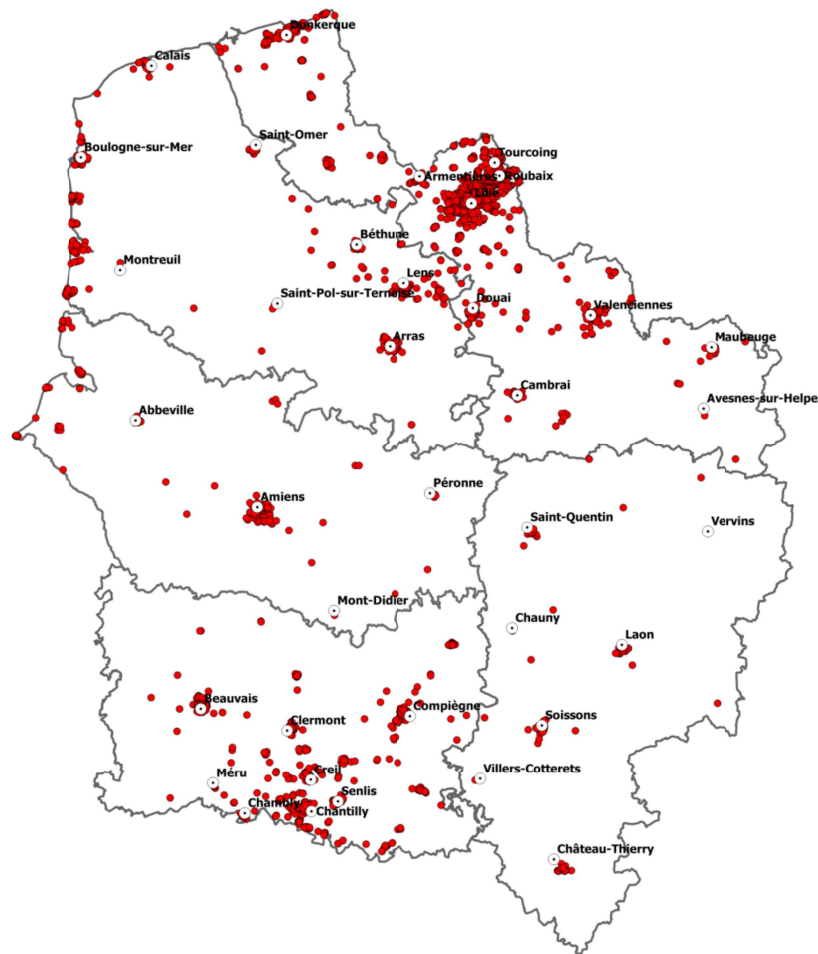 Dunkerque
Calais
Saint-Omer
Boulogne-sur-Mer
Tourcoing
Armentières Roubaix
Lille
Béthune
Montreuil
Lens
Saint-Pol-sur-Ternoise
Douai
Valenciennes
Arras
Maubeuge
Cambrai
Avesnes-sur-Helpe
Abbeville
Péronne
Amiens
Saint-Quentin
Vervins
Mont-Didier
Chauny
Laon
Beauvais
Compiègne
Clermont
Soissons
Creil
Méru
Villers-Cotterets
Senlis
Chambly
Chantilly
Château-Thierry